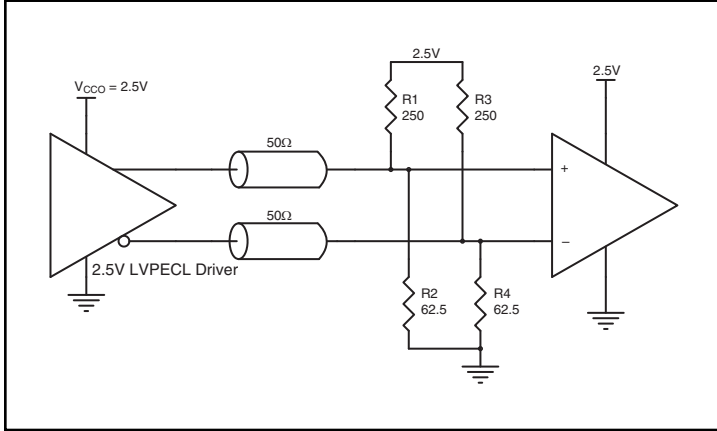 2.5V
V_CCO = 2.5V
2.5V
R1
250
R3
250
50Ω
+
50Ω
−
2.5V LVPECL Driver
R2
62.5
R4
62.5